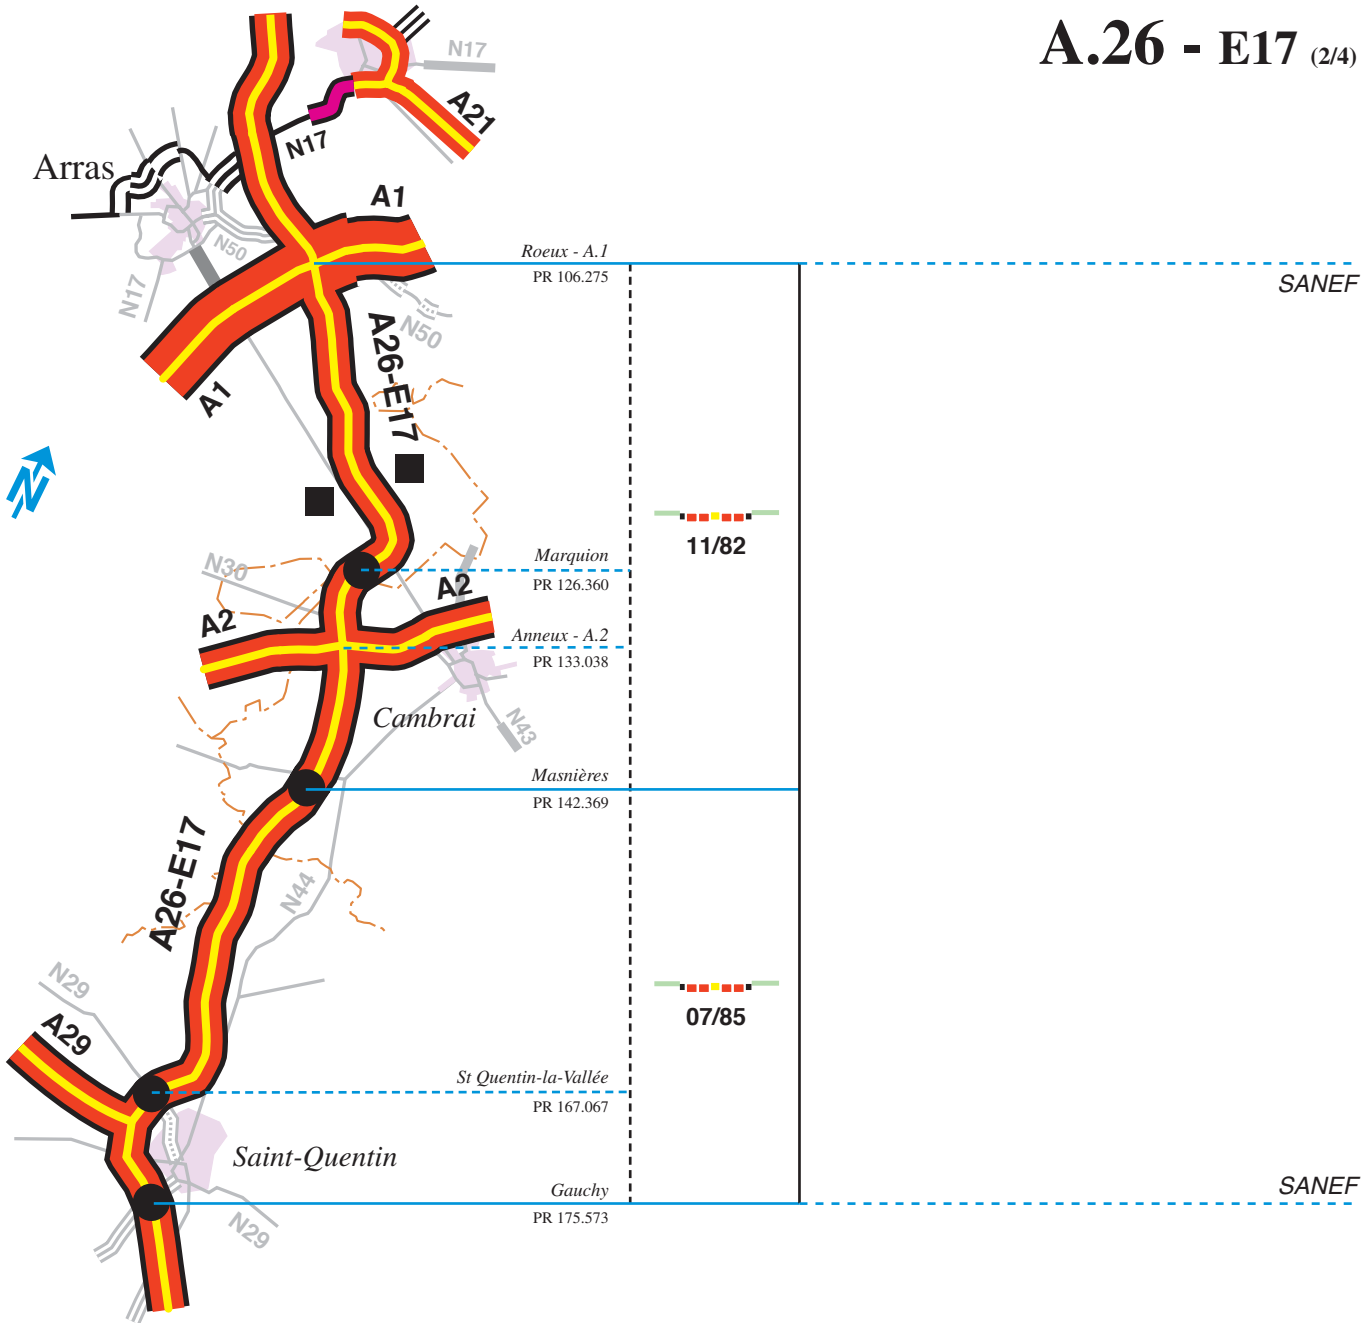 A.26 - E17 (2/4)
N17
A21
N17
Arras
A1
N50
Roeux - A.1
PR 106.275
SANEF
N17
N50
A26-E17
A1
N
11/82
Marquion
PR 126.360
N30
A2
A2
Anneux - A.2
PR 133.038
Cambrai
N43
Masnières
PR 142.369
A26-E17
N44
N29
07/85
A29
St Quentin-la-Vallée
PR 167.067
Saint-Quentin
Gauchy
PR 175.573
SANEF
N29